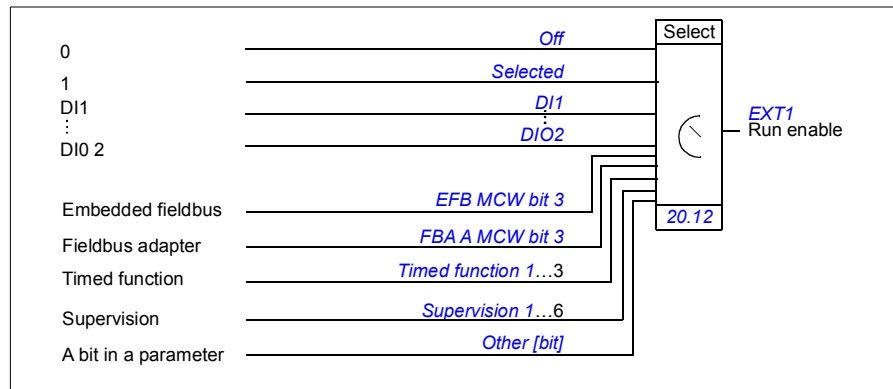 Select
0 Off
1 Selected
DI1 DI1
DI0 2 DIO2
EXT1
Run enable
Embedded fieldbus EFB MCW bit 3
20.12
Fieldbus adapter FBA A MCW bit 3
Timed function Timed function 1...3
Supervision Supervision 1...6
A bit in a parameter Other [bit]